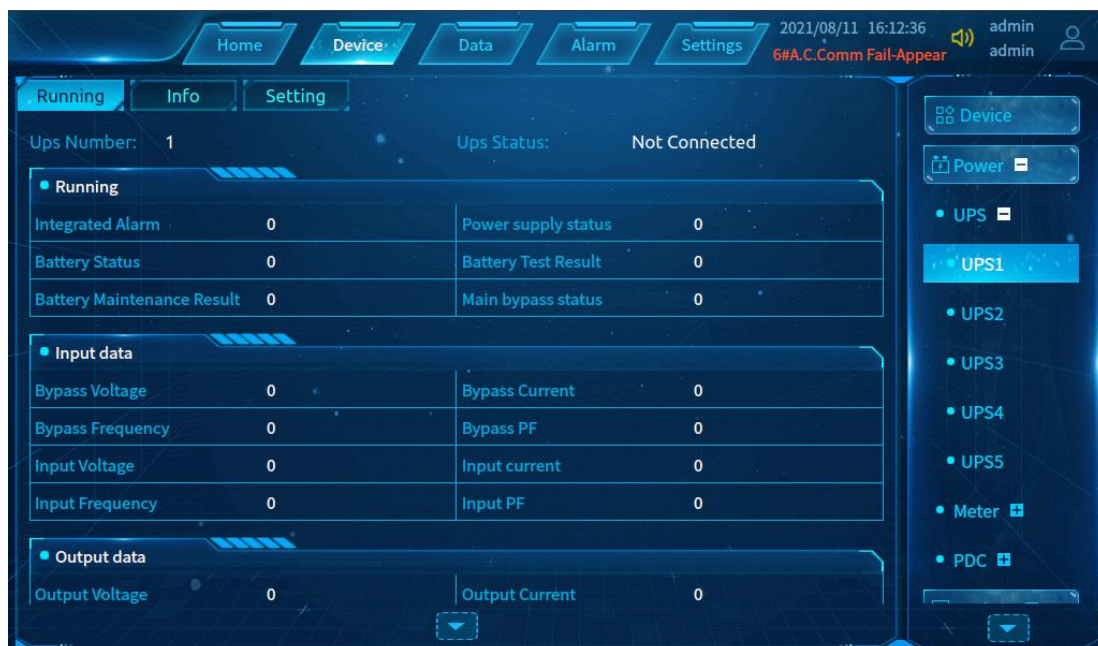 Home Device Data Alarm Settings 2021/08/11 16:12:36 admin
6#A.C.Comm Fail-Appear admin
Running Info Setting
Ups Number: 1 Ups Status: Not Connected
Running
Integrated Alarm 0 Power supply status 0
Battery Status 0 Battery Test Result 0
Battery Maintenance Result 0 Main bypass status 0
Input data
Bypass Voltage 0 Bypass Current 0
Bypass Frequency 0 Bypass PF 0
Input Voltage 0 Input current 0
Input Frequency 0 Input PF 0
Output data
Output Voltage 0 Output Current 0
Device
Power
UPS
UPS1
UPS2
UPS3
UPS4
UPS5
Meter
PDC